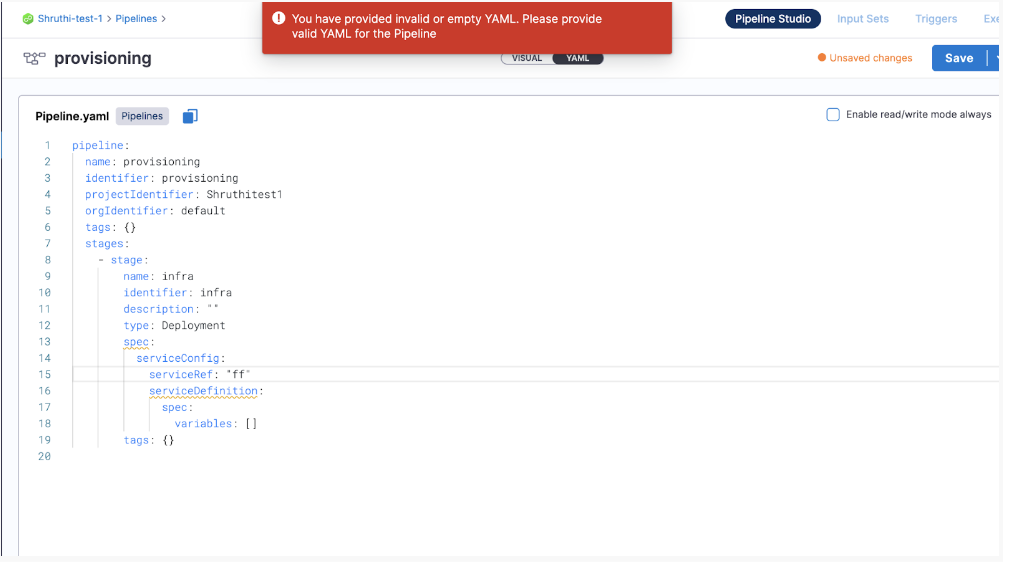 Shruthi-test-1 > Pipelines >
You have provided invalid or empty YAML. Please provide
valid YAML for the Pipeline
Pipeline Studio Input Sets Triggers Exe
provisioning
VISUAL YAML
Unsaved changes
Save
Pipeline.yaml Pipelines
Enable read/write mode always
1 pipeline:
2 name: provisioning
3 identifier: provisioning
4 projectIdentifier: Shruthitest1
5 orgIdentifier: default
6 tags: {}
7 stages:
8 - stage:
9 name: infra
10 identifier: infra
11 description: ""
12 type: Deployment
13 spec:
14 serviceConfig:
15 serviceRef: "ff"
16 serviceDefinition:
17 spec:
18 variables: []
19 tags: {}
20